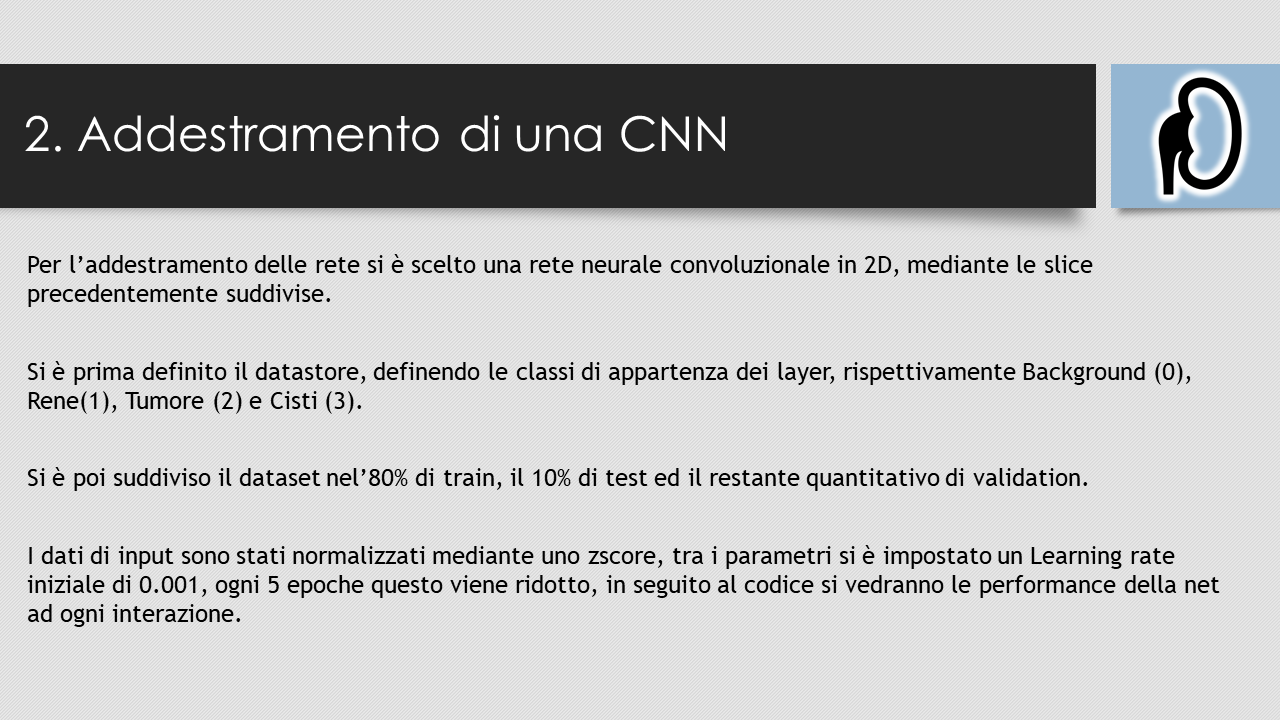 2. Addestramento di una CNN
Per l’addestramento delle rete si è scelto una rete neurale convoluzionale in 2D, mediante le slice
precedentemente suddivise.
Si è prima definito il datastore, definendo le classi di appartenza dei layer, rispettivamente Background (0),
Rene(1), Tumore (2) e Cisti (3).
Si è poi suddiviso il dataset nel’80% di train, il 10% di test ed il restante quantitativo di validation.
I dati di input sono stati normalizzati mediante uno zscore, tra i parametri si è impostato un Learning rate
iniziale di 0.001, ogni 5 epoche questo viene ridotto, in seguito al codice si vedranno le performance della net
ad ogni interazione.